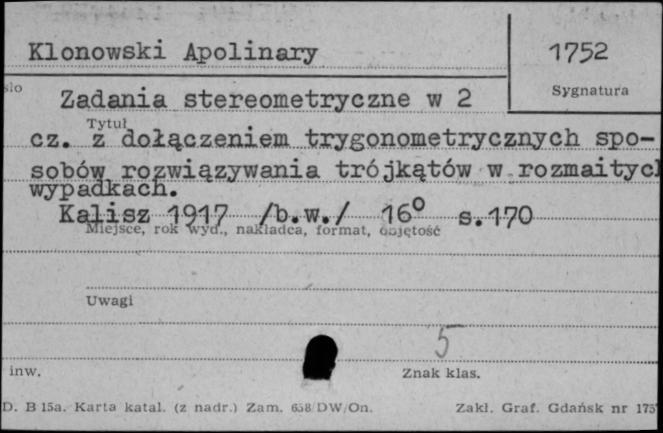 Klonowski Apolinary
1752
Sygnatura
sło
Zadania stereometryczne w 2
Tytuł
cz. z dołączeniem trygonometrycznych spo-
sobów rozwiązywania trójkątów w rozmaityc
wypadkach.
Kalisz 1917 /b.w./ 16° s.170
Miejsce, rok wyd., nakładca, format, objętość
Uwagi
5
inw.
Znak klas.
D. B 15a. Karta katal. (z nadr.) Zam. 658/DW/On.
Zakl. Graf. Gdańsk nr 175